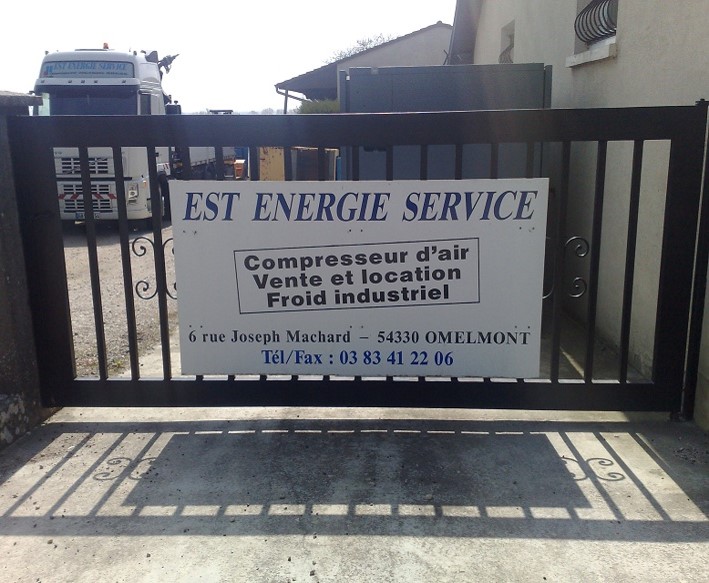 EST ENERGIE SERVICE
EST ENERGIE SERVICE
Compresseur d'air
Vente et location
Froid industriel
6 rue Joseph Machard – 54330 OMELMONT
Tél/Fax : 03 83 41 22 06